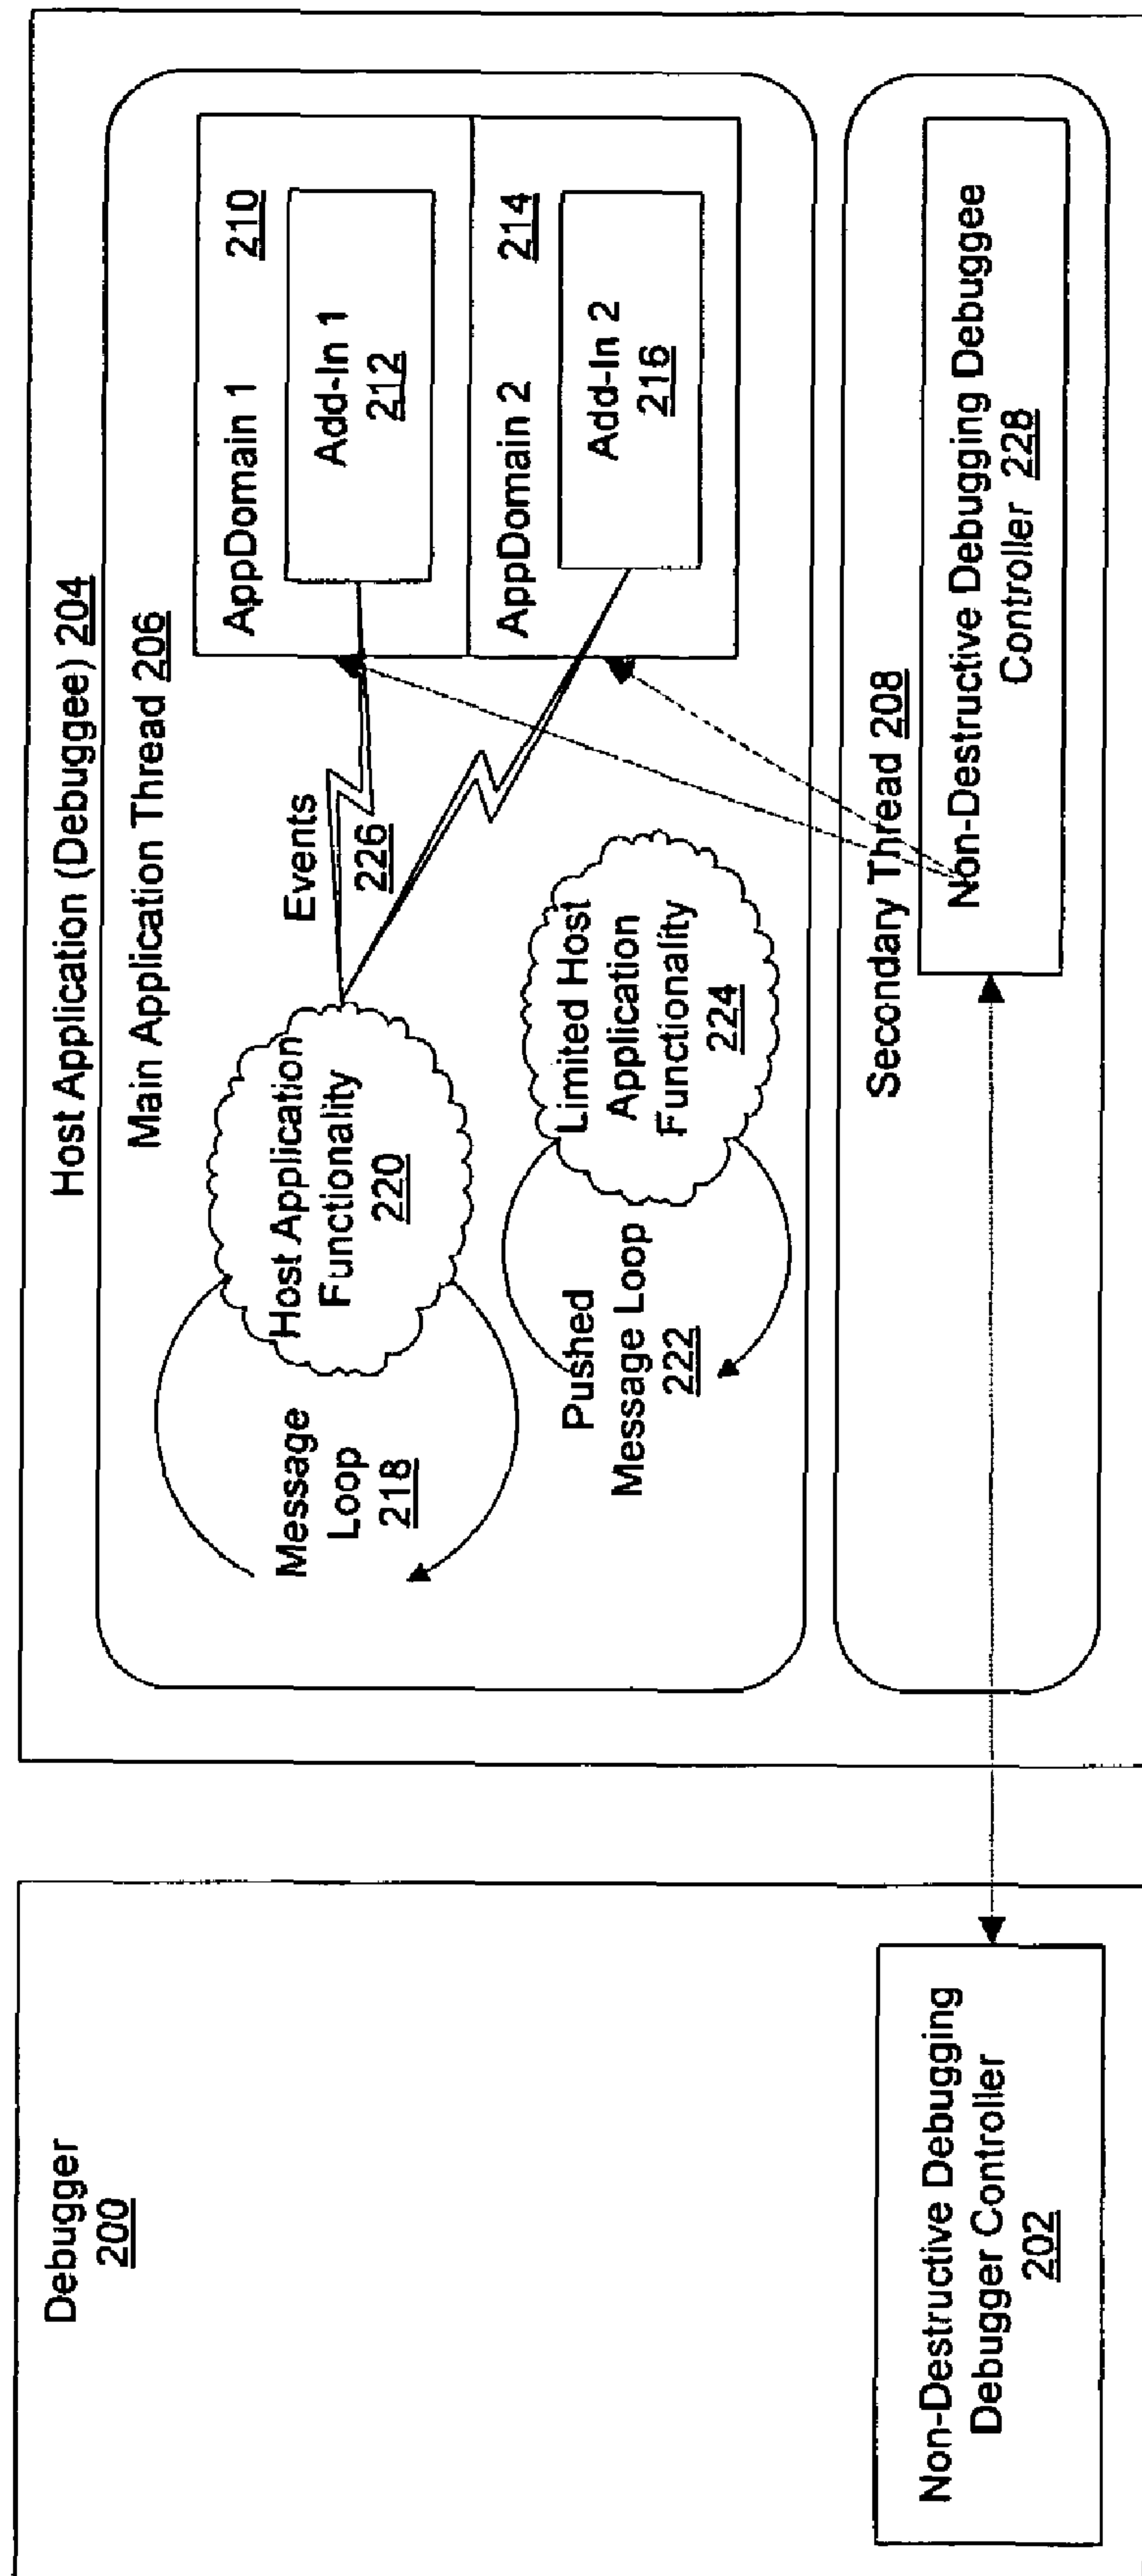 Debugger
200
Non-Destructive Debugging
Debugger Controller
202
Host Application (Debuggee) 204
Main Application Thread 206
Message
Loop
218
Host Application
Functionality
220
Pushed
Message Loop
222
Limited Host
Application
Functionality
224
Events
226
AppDomain 1 210
Add-In 1
212
AppDomain 2 214
Add-In 2
216
Secondary Thread 208
Non-Destructive Debugging Debuggee
Controller 228